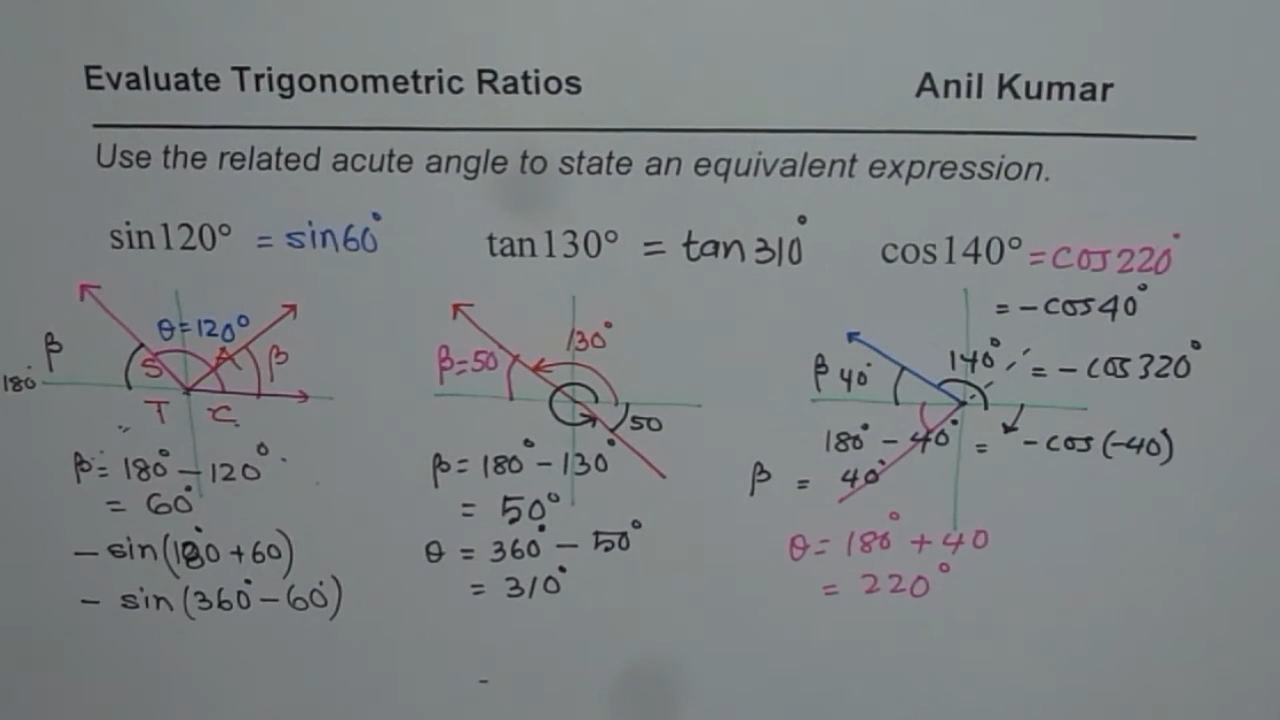 Evaluate Trigonometric Ratios Anil Kumar
Use the related acute angle to state an equivalent expression.
sin120° = sin60°
θ=120°
β
S A β
180°
T C
β = 180° - 120°
= 60°
- sin(180° + 60)
- sin(360° - 60°)
tan130° = tan310°
130°
β=50
50
β = 180° - 130°
= 50°
θ = 360° - 50°
= 310°
cos140° = cos220°
= - cos40°
140° = - cos320°
β 40°
180° - 40° = - cos(-40)
β = 40°
θ = 180° + 40
= 220°